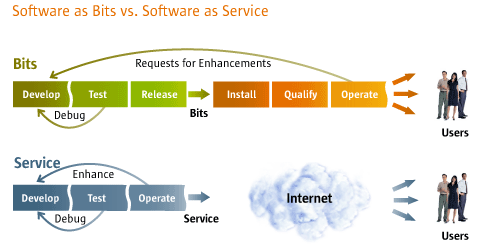 Software as Bits vs. Software as Service
Bits
Requests for Enhancements
Develop Test Release Install Qualify Operate
Bits
Debug
Users
Service
Enhance
Develop Test Operate
Internet
Service
Debug
Users